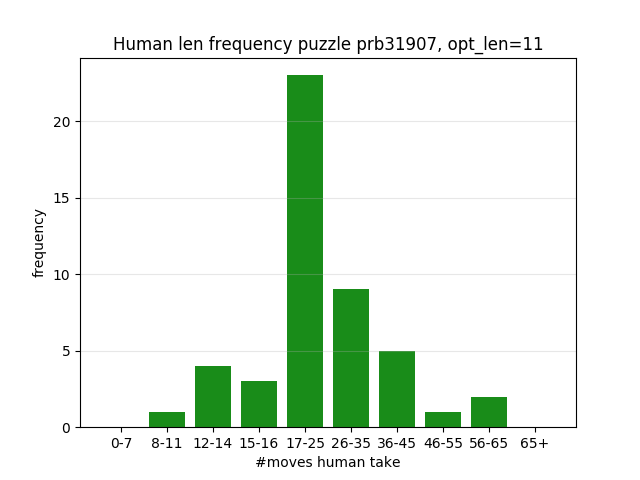 Human len frequency puzzle prb31907, opt_len=11
frequency
20
15
10
5
0
0-7 8-11 12-14 15-16 17-25 26-35 36-45 46-55 56-65 65+
#moves human take